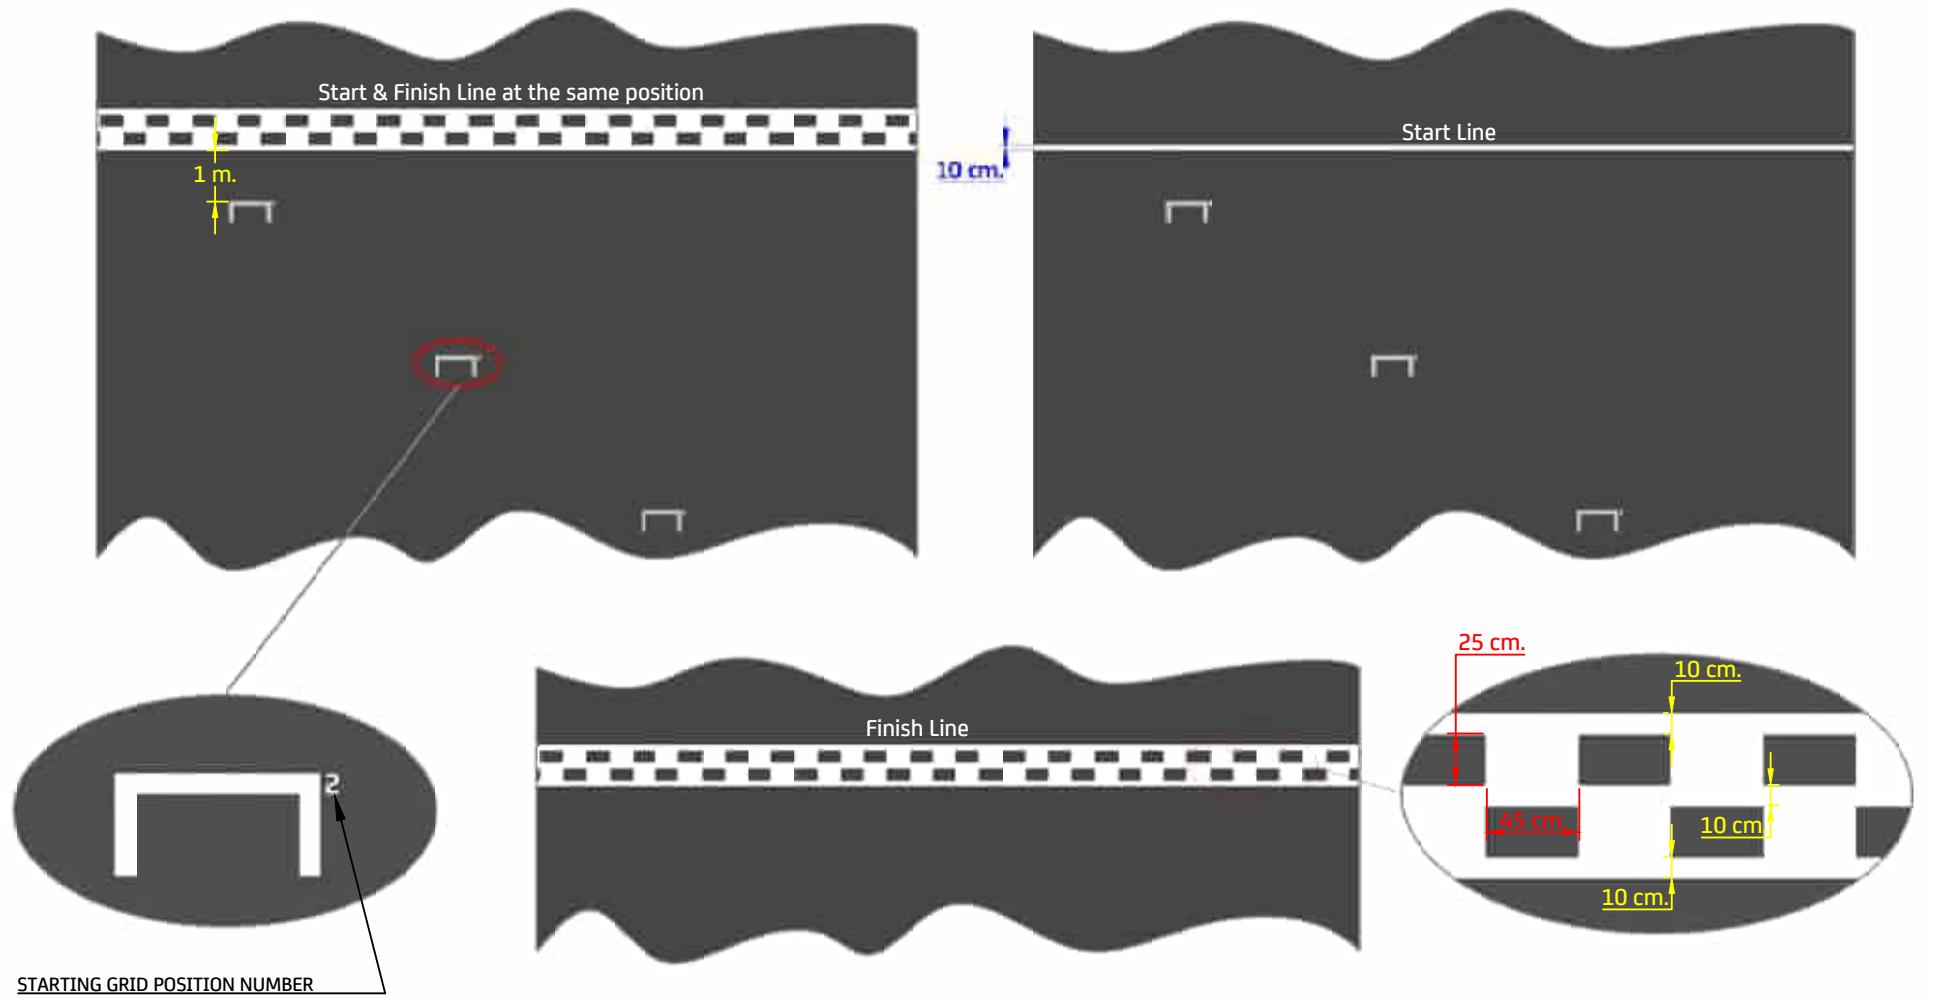 Start & Finish Line at the same position
1 m.
10 cm.
Start Line
2
STARTING GRID POSITION NUMBER
Finish Line
25 cm.
10 cm.
45 cm.
10 cm.
10 cm.